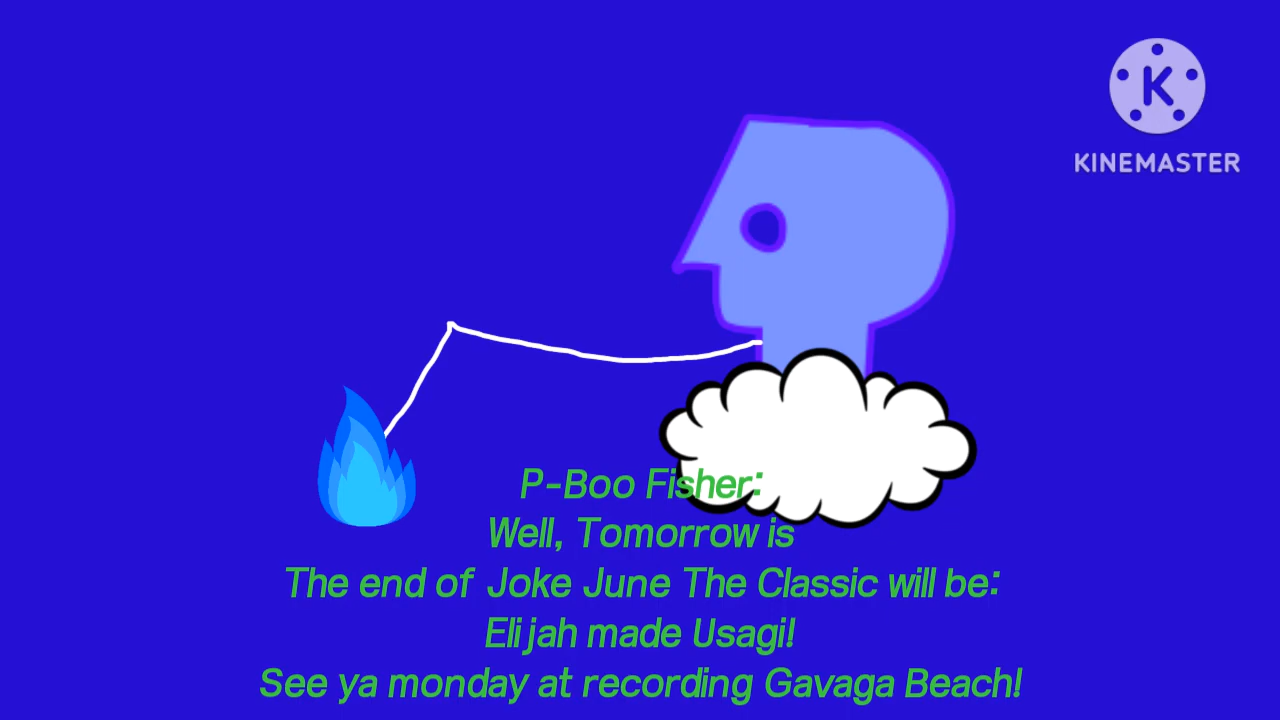 K
KINEMASTER
P-Boo Fisher:
Well, Tomorrow is
The end of Joke June The Classic will be:
Elijah made Usagi!
See ya monday at recording Gavaga Beach!